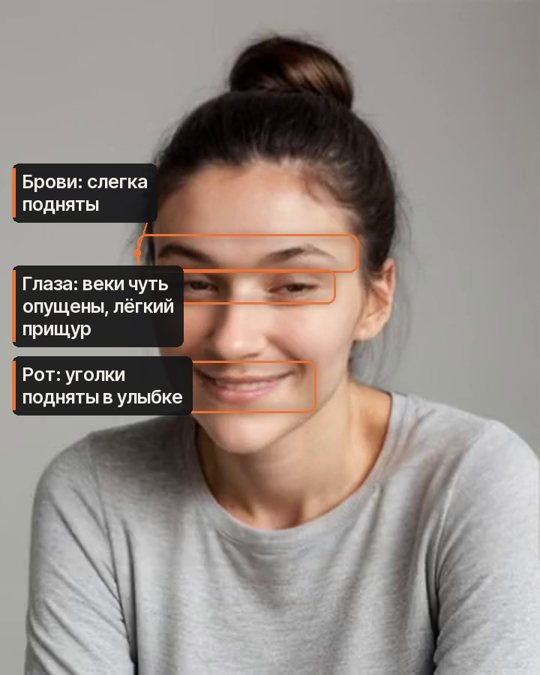 Брови: слегка
подняты
Глаза: веки чуть
опущены, лёгкий
прищур
Рот: уголки
подняты в улыбке